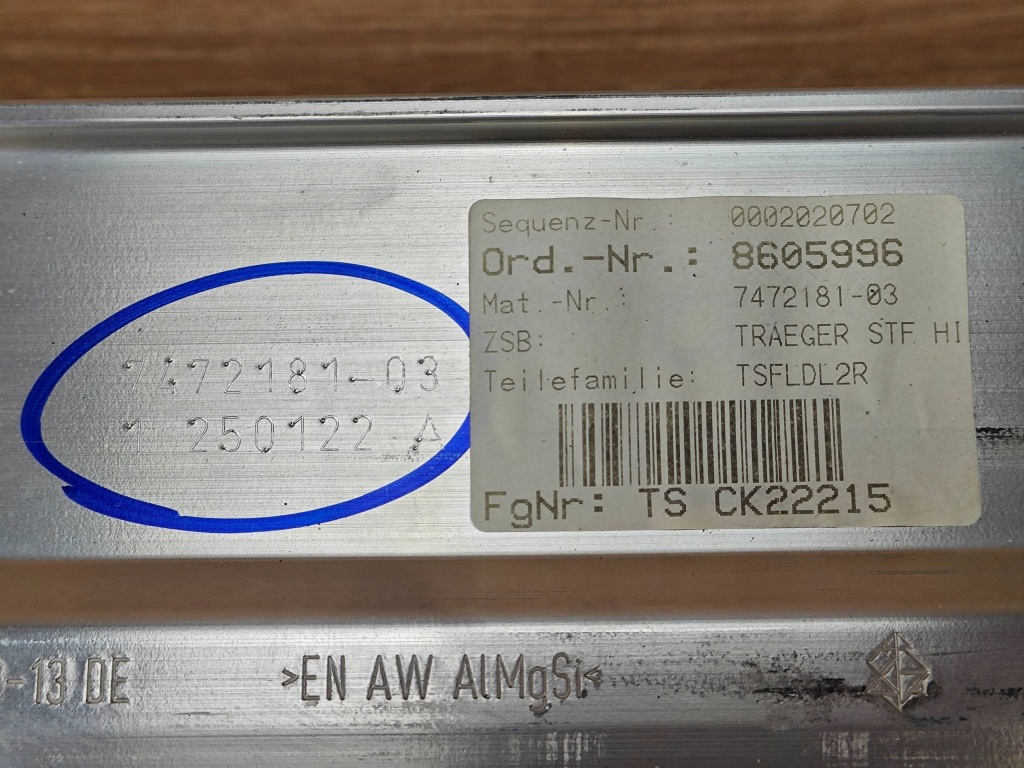 7472181-03
1 250122 A
Sequenz-Nr.: 0002020702
Ord.-Nr.: 8605996
Mat.-Nr.: 7472181-03
ZSB: TRAEGER STF HI
Teilefamilie: TSFLDL2R
FgNr: TS CK22215
-13 DE >EN AW AlMgSi<